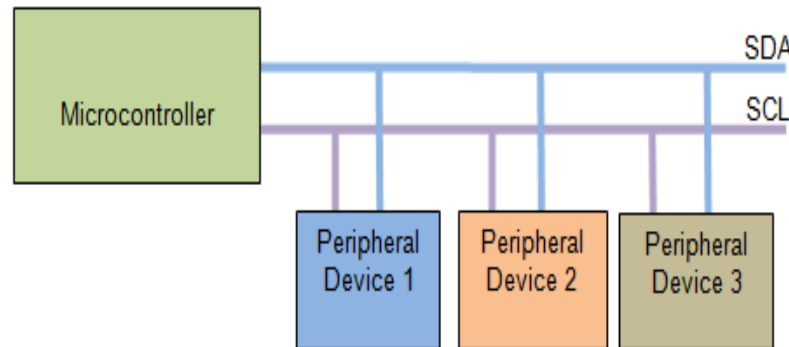 SDA
Microcontroller
SCL
Peripheral
Device 1
Peripheral
Device 2
Peripheral
Device 3